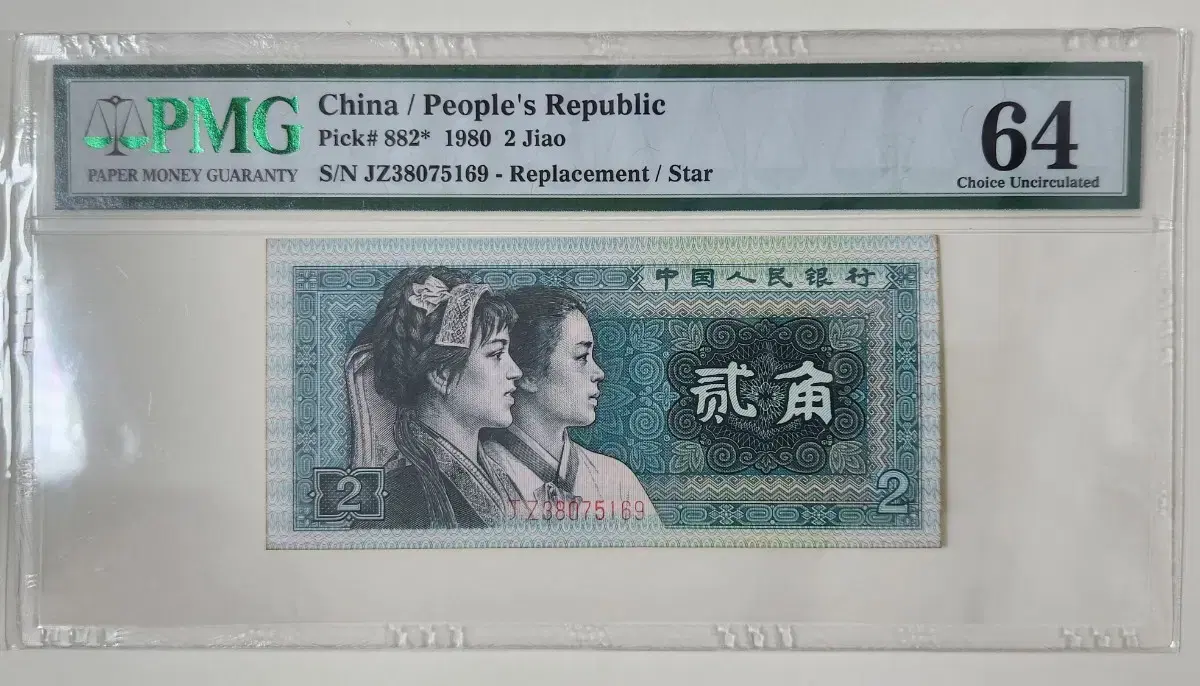 PMG
PAPER MONEY GUARANTY
China / People's Republic
Pick# 882* 1980 2 Jiao
S/N JZ38075169 - Replacement / Star
64
Choice Uncirculated
中国人民银行
贰角
2
2
JZ38075169